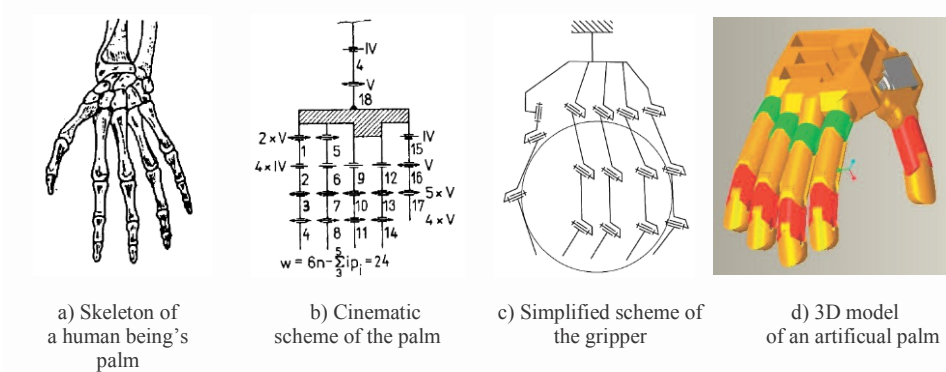 IV
4
V
18
2 x V
1
5
IV
15
4 x IV
2
6
9
12
V
16
3
7
10
13
5 x V
17
4
8
11
14
4 x V
w = 6n - 5Σ3 ip_i = 24
a) Skeleton of
a human being's
palm
b) Cinematic
scheme of the palm
c) Simplified scheme of
the gripper
d) 3D model
of an artificual palm